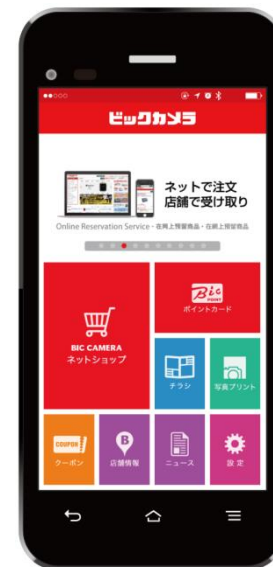 ビックカメラ
ネットで注文
店舗で受け取り
Online Reservation Service・在网上预留商品・在網上預留商品
BIC CAMERA
ネットショップ
Bic
POINT
ポイントカード
チラシ
写真プリント
COUPON
クーポン
B
店舗情報
ニュース
設定